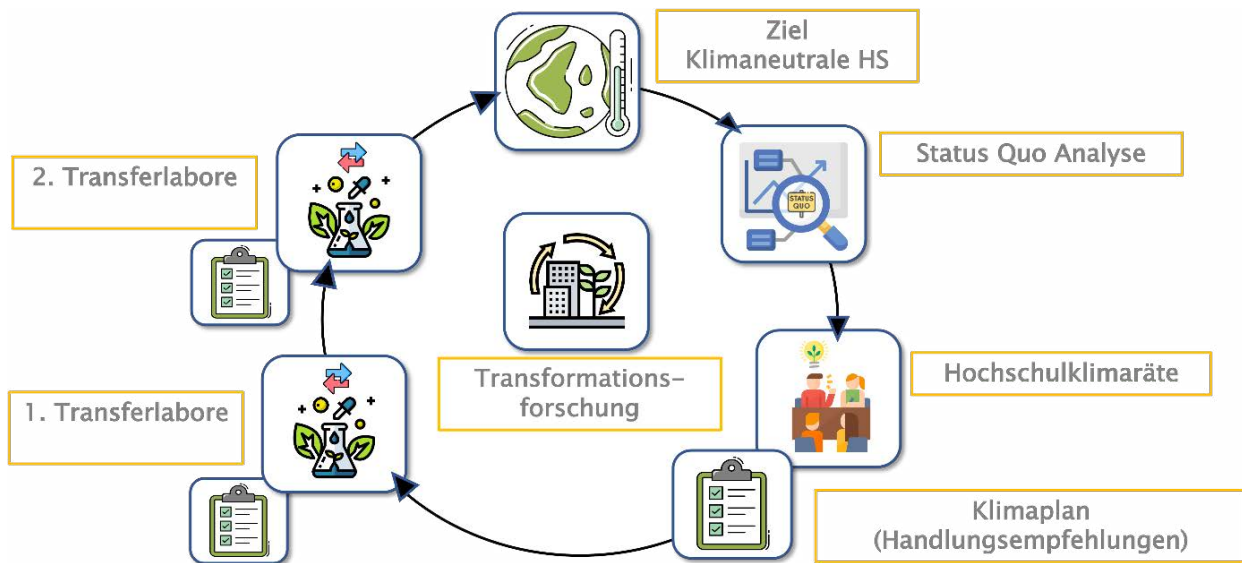 Ziel
Klimaneutrale HS
2. Transferlabore
Status Quo Analyse
STATUS
QUO
1. Transferlabore
Transformations-
forschung
Hochschulklimaräte
Klimaplan
(Handlungsempfehlungen)